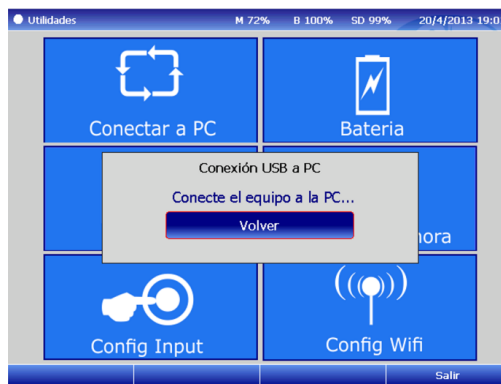 Utilidades M 72% B 100% SD 99% 20/4/2013 19:0
Conectar a PC
Bateria
Conexión USB a PC
Conecte el equipo a la PC...
Volver
Config Input
Config Wifi
Salir